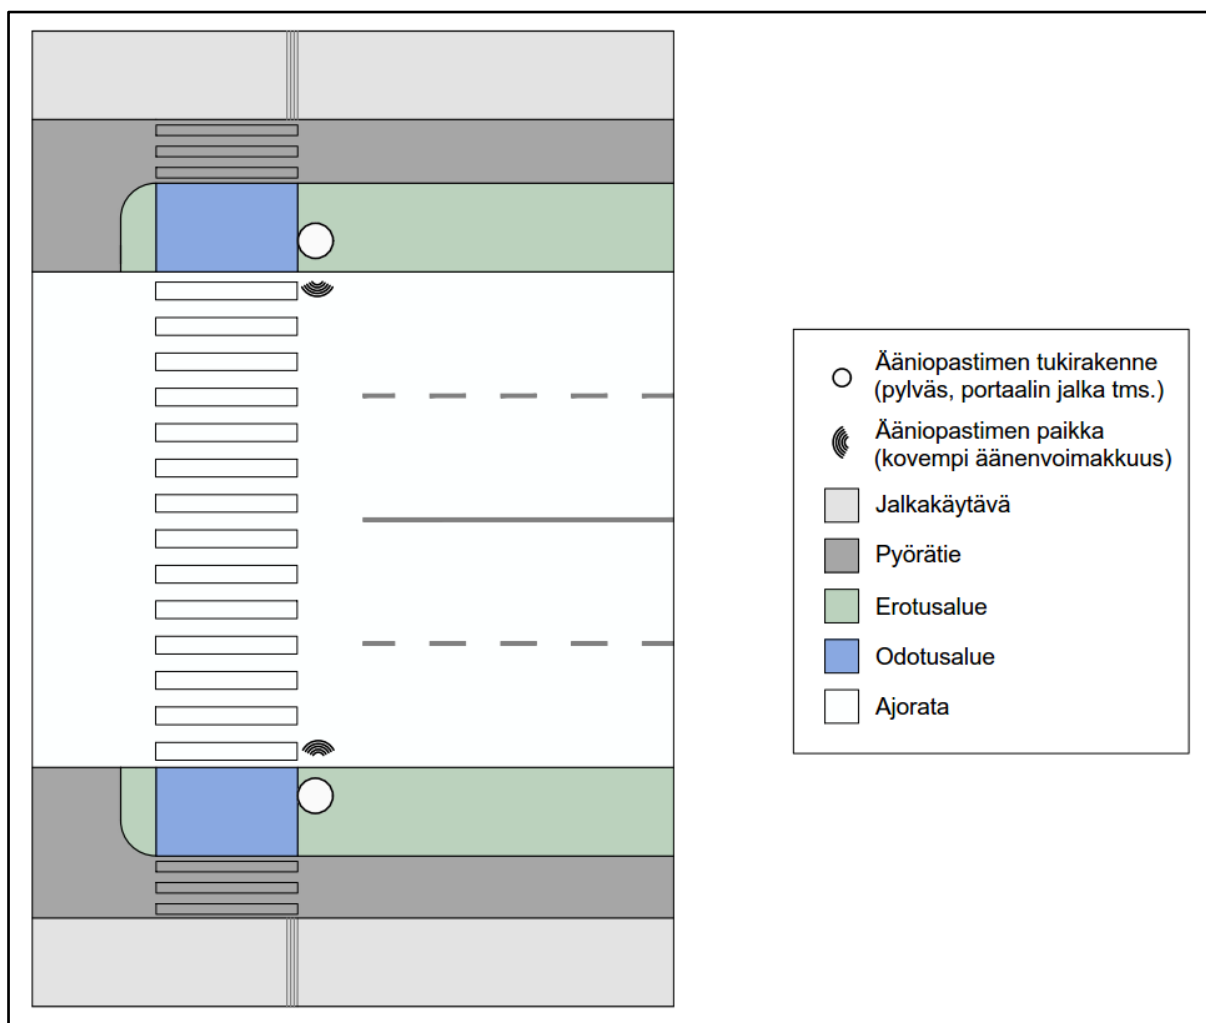 Ääniopastimen tukirakenne
(pylväs, portaalin jalka tms.)
Ääniopastimen paikka
(kovempi äänenvoimakkuus)
Jalkakäytävä
Pyörätie
Erotusalue
Odotusalue
Ajorata